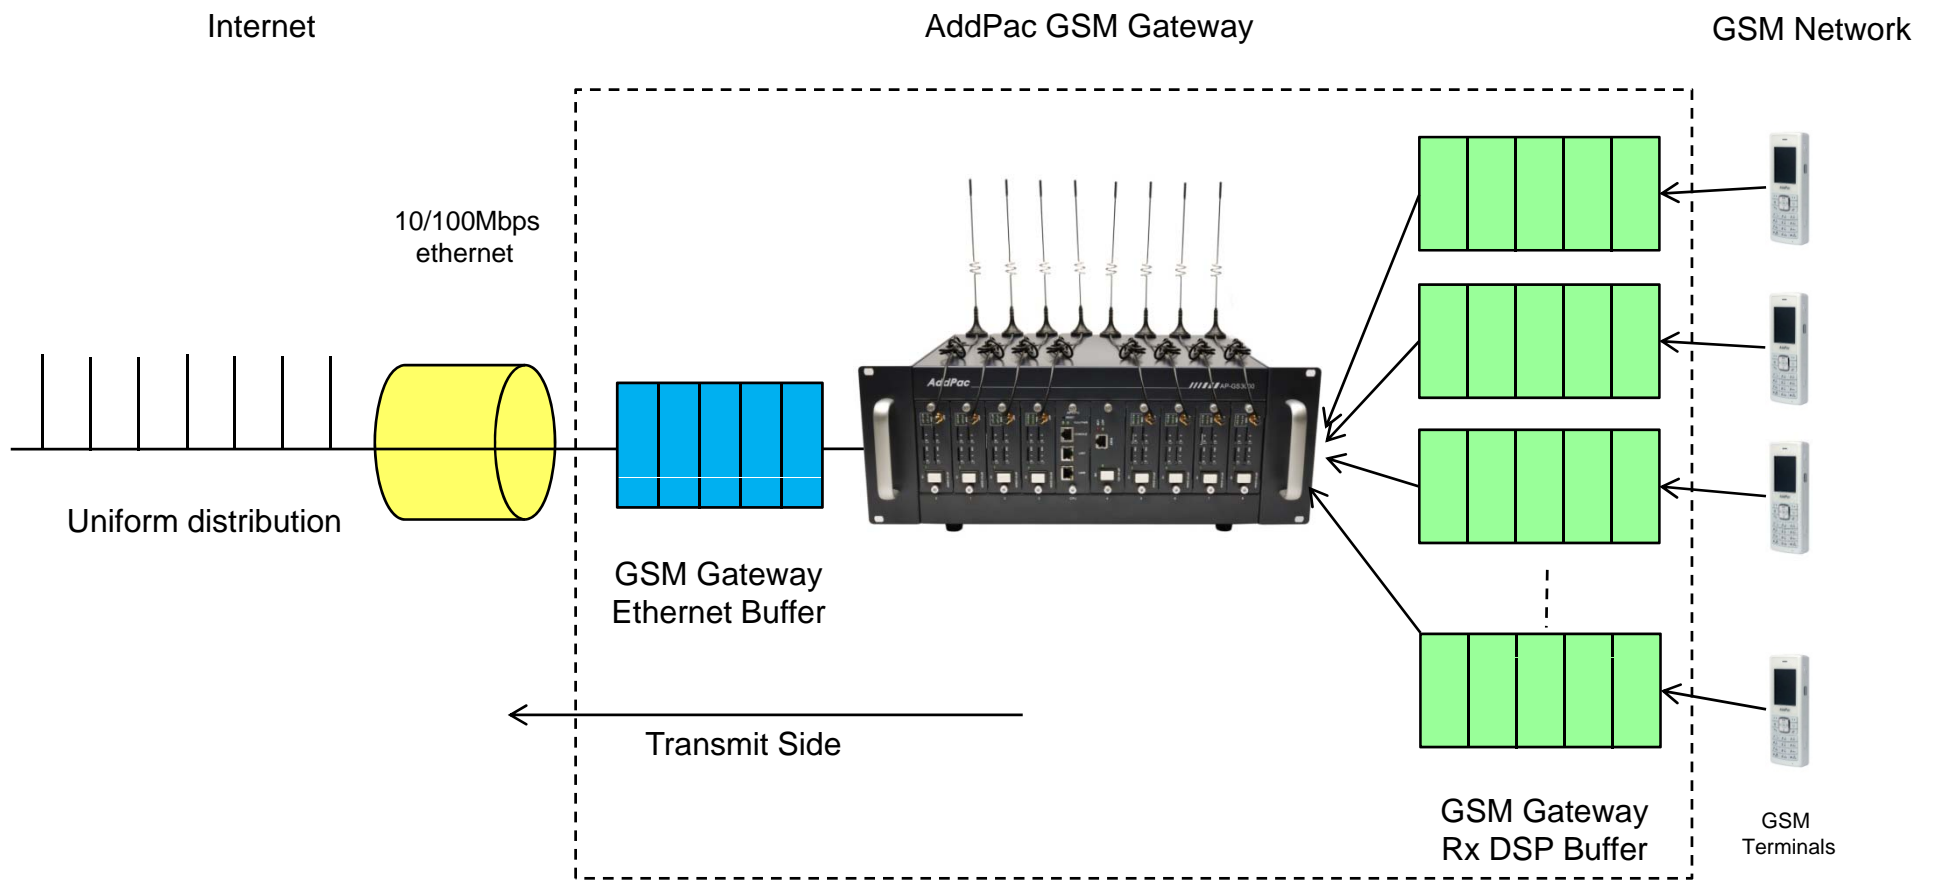 Internet
AddPac GSM Gateway
GSM Network
10/100Mbps
ethernet
AddPac
Uniform distribution
GSM Gateway
Ethernet Buffer
Transmit Side
GSM Gateway
Rx DSP Buffer
GSM
Terminals